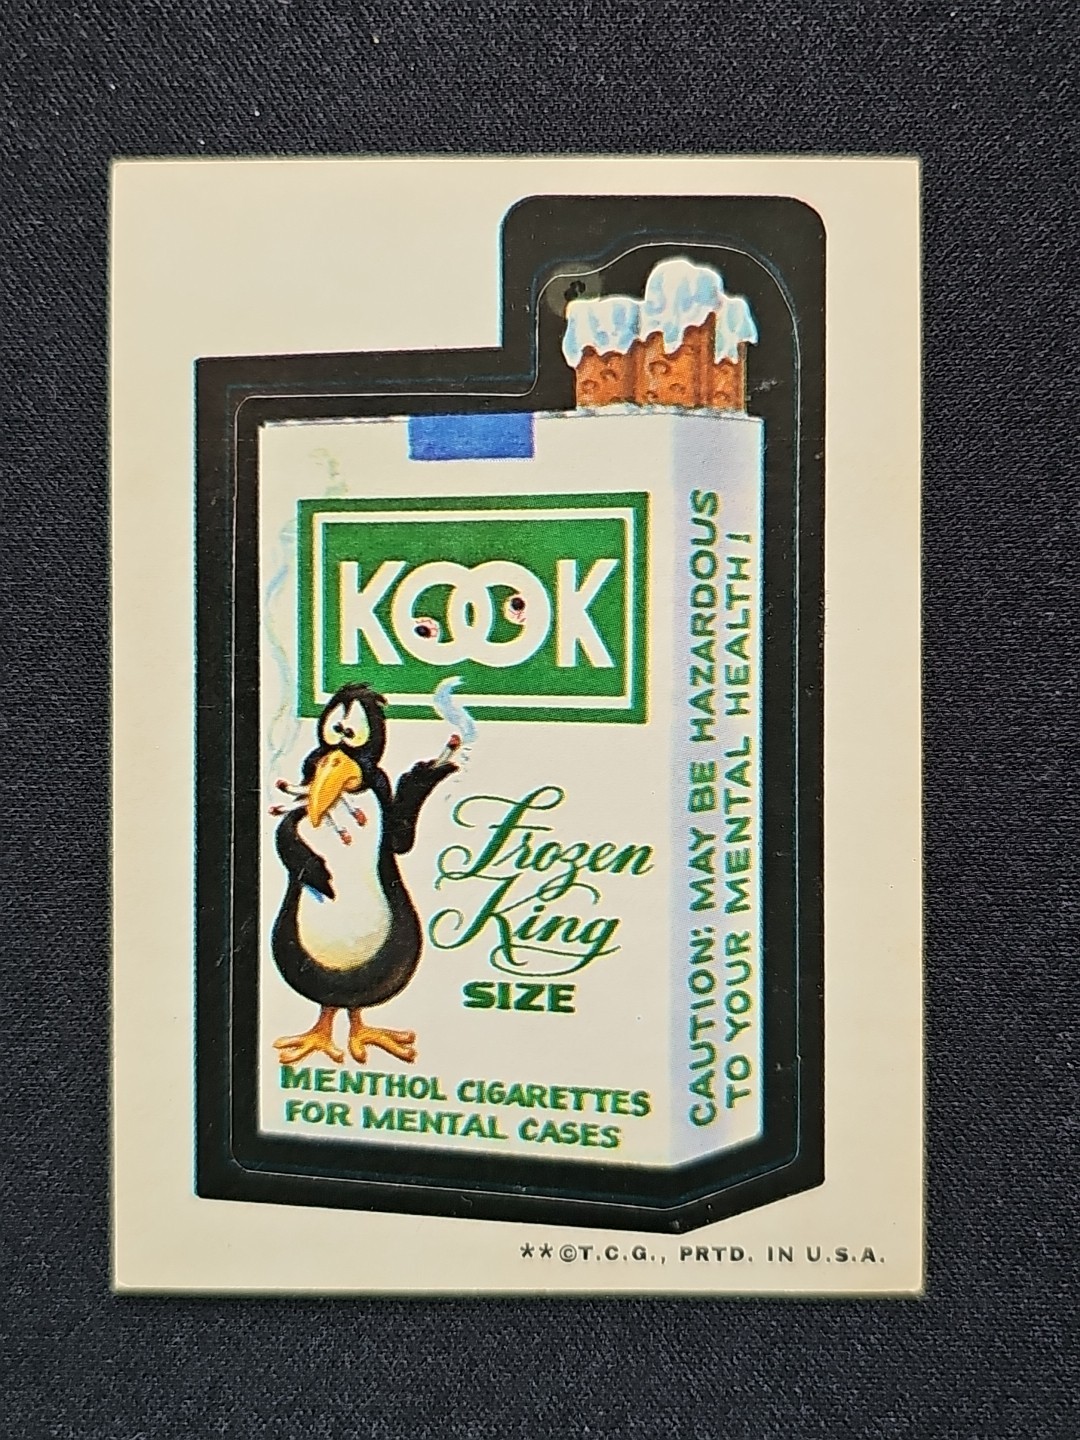 KOOK
Frozen
King
SIZE
MENTHOL CIGARETTES
FOR MENTAL CASES
CAUTION: MAY BE HAZARDOUS
TO YOUR MENTAL HEALTH!
**©T.C.G., PRTD. IN U.S.A.